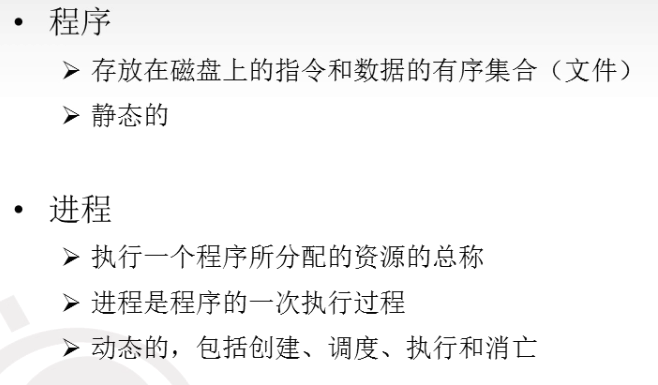 • 程序
➢ 存放在磁盘上的指令和数据的有序集合（文件）
➢ 静态的
• 进程
➢ 执行一个程序所分配的资源的总称
➢ 进程是程序的一次执行过程
➢ 动态的，包括创建、调度、执行和消亡